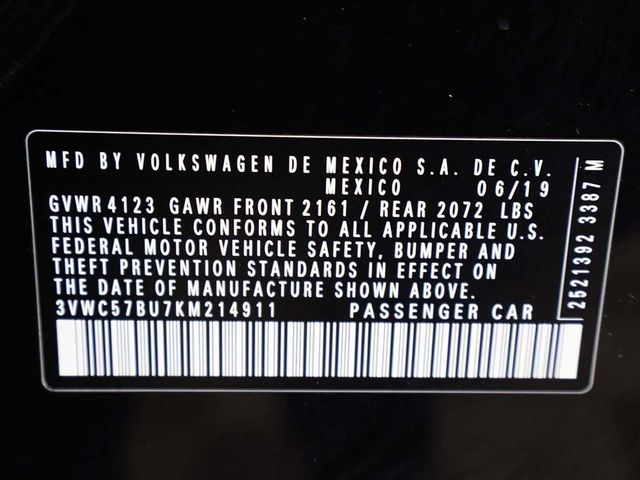 MFD BY VOLKSWAGEN DE MEXICO S.A. DE C.V.
MEXICO 06/19
GVWR 4123 GAWR FRONT 2161 / REAR 2072 LBS
THIS VEHICLE CONFORMS TO ALL APPLICABLE U.S.
FEDERAL MOTOR VEHICLE SAFETY, BUMPER AND
THEFT PREVENTION STANDARDS IN EFFECT ON
THE DATE OF MANUFACTURE SHOWN ABOVE.
3VWC57BU7KM214911 PASSENGER CAR
2521392 3387 M